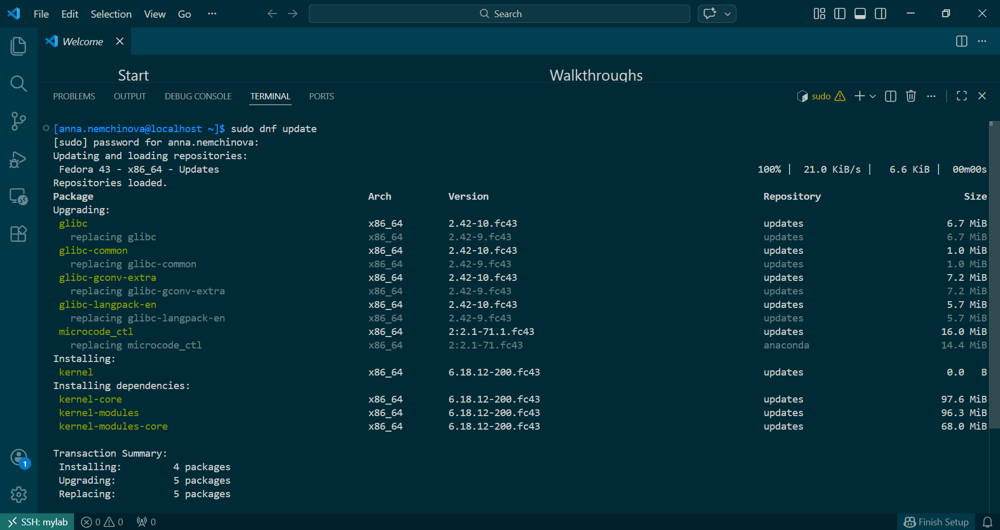 File Edit Selection View Go ··· Search
Welcome
Start Walkthroughs
PROBLEMS OUTPUT DEBUG CONSOLE TERMINAL PORTS sudo
[anna.nemchinova@localhost ~]$ sudo dnf update
[sudo] password for anna.nemchinova:
Updating and loading repositories:
Fedora 43 - x86_64 - Updates 100% | 21.0 KiB/s | 6.6 KiB | 00m00s
Repositories loaded.
Package Arch Version Repository Size
Upgrading:
glibc x86_64 2.42-10.fc43 updates 6.7 MiB
replacing glibc x86_64 2.42-9.fc43 updates 6.7 MiB
glibc-common x86_64 2.42-10.fc43 updates 1.0 MiB
replacing glibc-common x86_64 2.42-9.fc43 updates 1.0 MiB
glibc-gconv-extra x86_64 2.42-10.fc43 updates 7.2 MiB
replacing glibc-gconv-extra x86_64 2.42-9.fc43 updates 7.2 MiB
glibc-langpack-en x86_64 2.42-10.fc43 updates 5.7 MiB
replacing glibc-langpack-en x86_64 2.42-9.fc43 updates 5.7 MiB
microcode_ctl x86_64 2:2.1-71.1.fc43 updates 16.0 MiB
replacing microcode_ctl x86_64 2:2.1-71.fc43 anaconda 14.4 MiB
Installing:
kernel x86_64 6.18.12-200.fc43 updates 0.0 B
Installing dependencies:
kernel-core x86_64 6.18.12-200.fc43 updates 97.6 MiB
kernel-modules x86_64 6.18.12-200.fc43 updates 96.3 MiB
kernel-modules-core x86_64 6.18.12-200.fc43 updates 68.0 MiB
Transaction Summary:
Installing: 4 packages
Upgrading: 5 packages
Replacing: 5 packages
1
SSH: mylab 0 0 0 Finish Setup